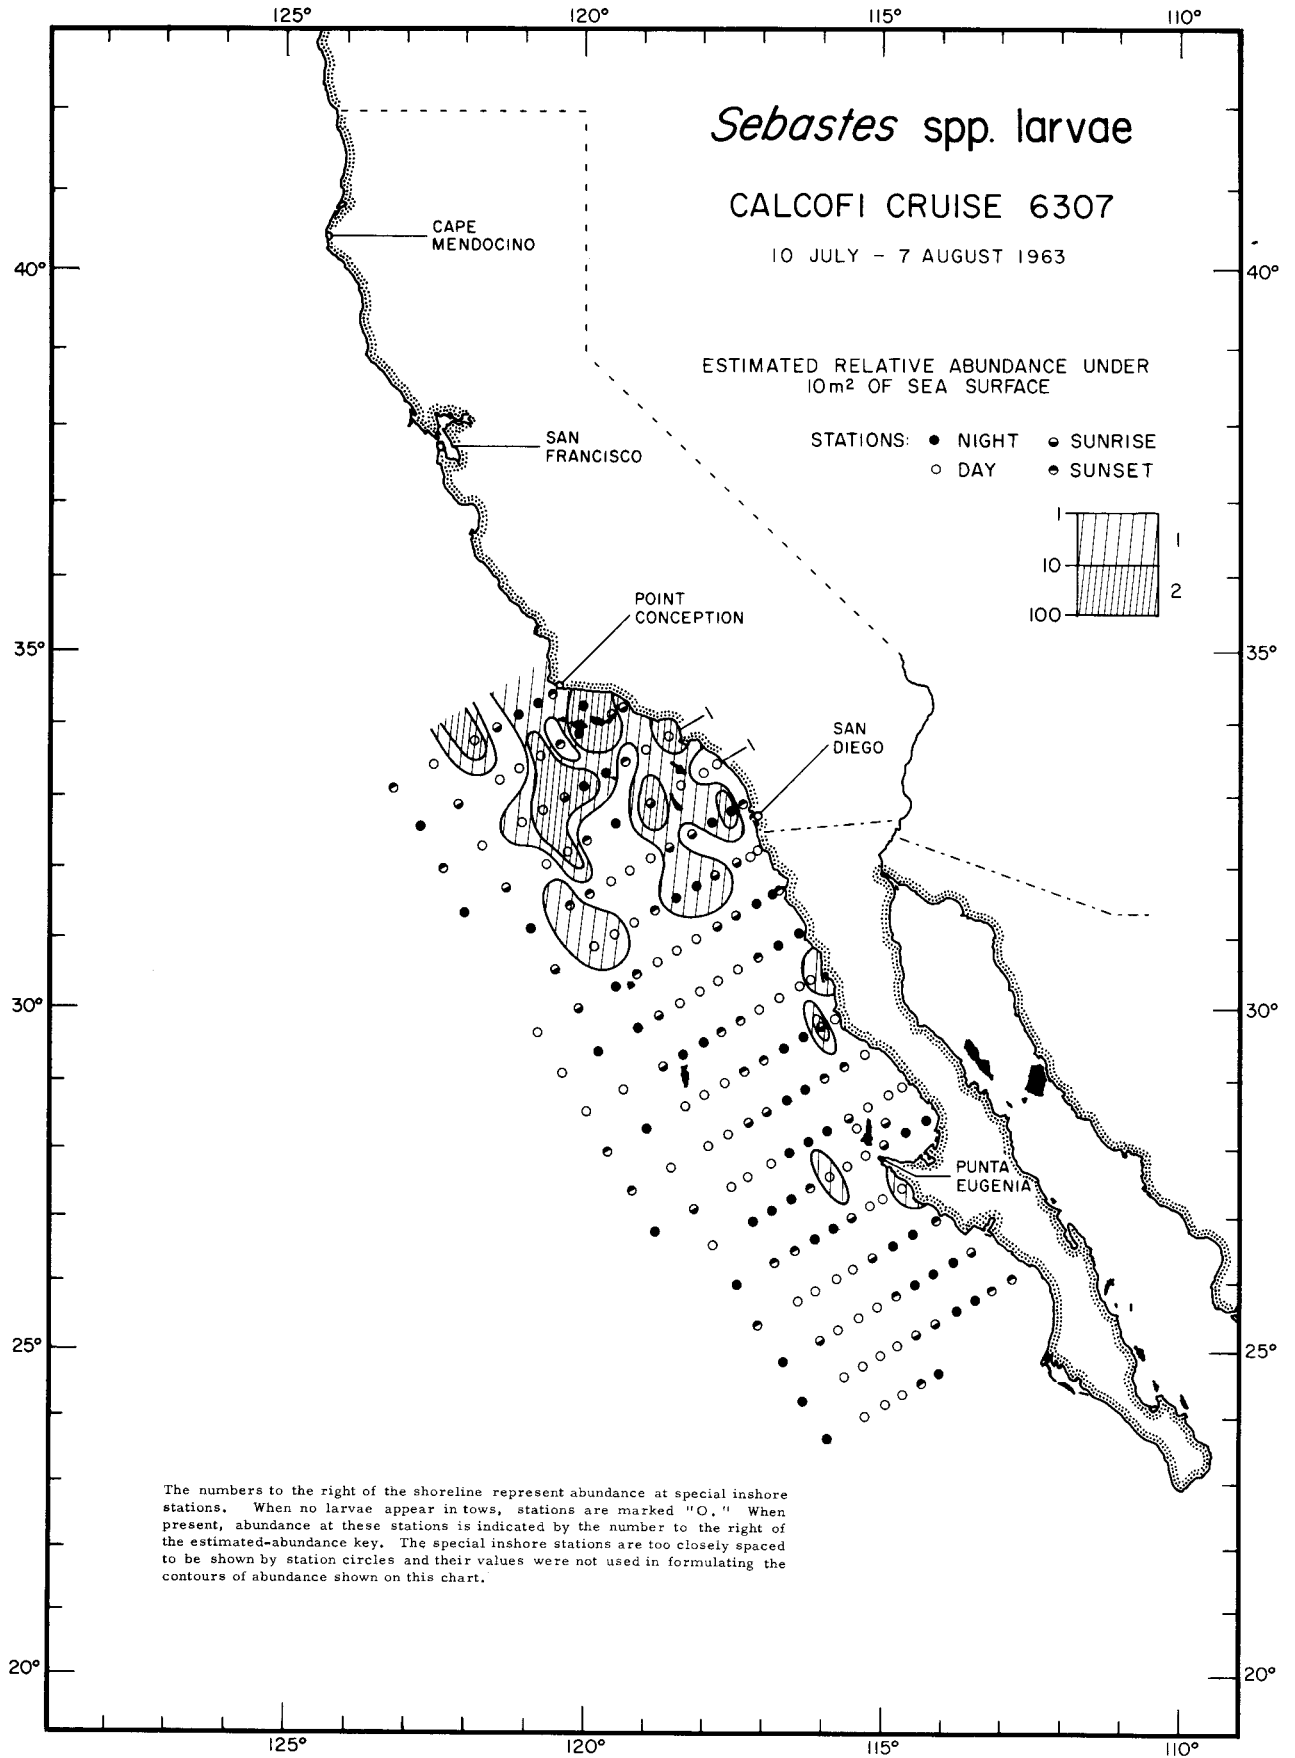 125° 120° 115° 110°
Sebastes spp. larvae
CALCOFI CRUISE 6307
10 JULY – 7 AUGUST 1963
CAPE
MENDOCINO
40° 40°
ESTIMATED RELATIVE ABUNDANCE UNDER
10m² OF SEA SURFACE
STATIONS: ● NIGHT SUNRISE
○ DAY SUNSET
SAN
FRANCISCO
1
1
10
2
100
POINT
CONCEPTION
35° 35°
1
SAN
DIEGO
1
30° 30°
PUNTA
EUGENIA
25° 25°
The numbers to the right of the shoreline represent abundance at special inshore
stations. When no larvae appear in tows, stations are marked "O." When
present, abundance at these stations is indicated by the number to the right of
the estimated-abundance key. The special inshore stations are too closely spaced
to be shown by station circles and their values were not used in formulating the
contours of abundance shown on this chart.
20° 20°
125° 120° 115° 110°